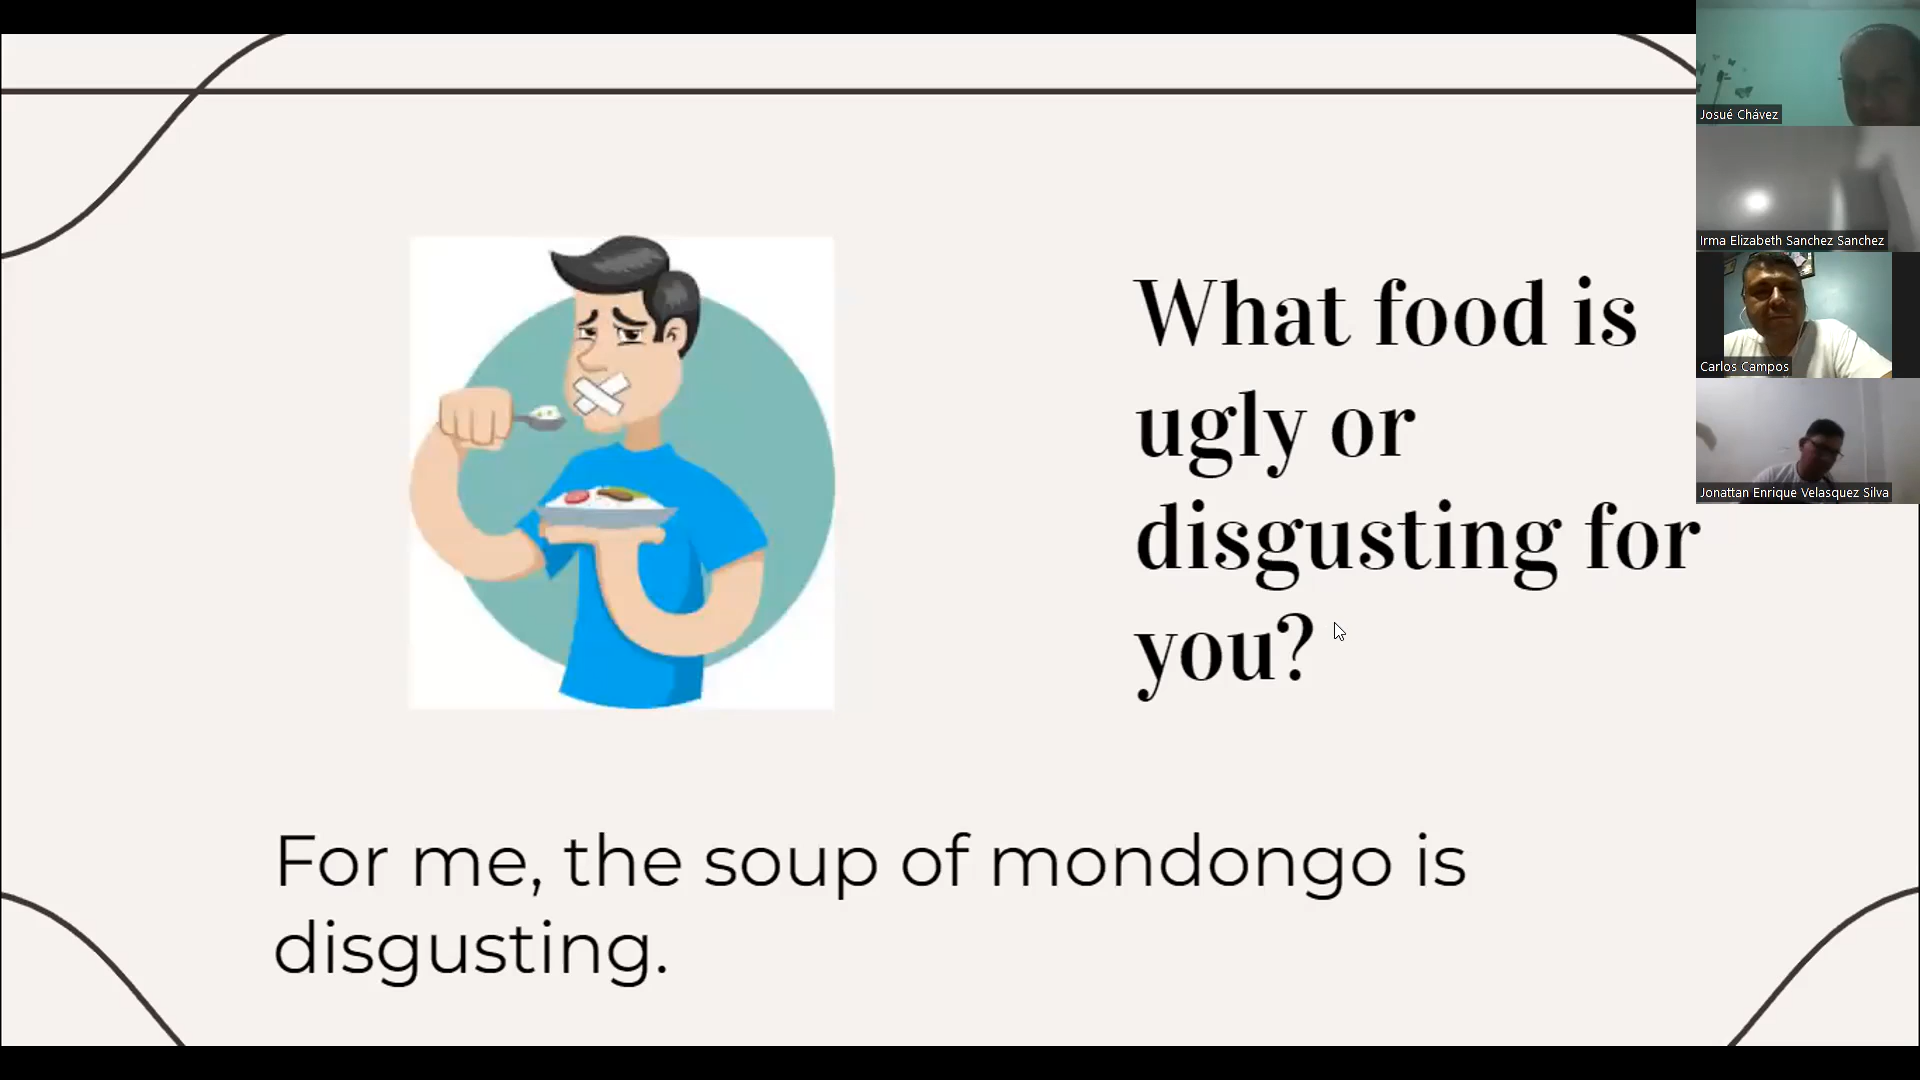 What food is
ugly or
disgusting for
you?
For me, the soup of mondongo is
disgusting.
Josué Chávez
Irma Elizabeth Sanchez Sanchez
Carlos Campos
Jonattan Enrique Velasquez Silva